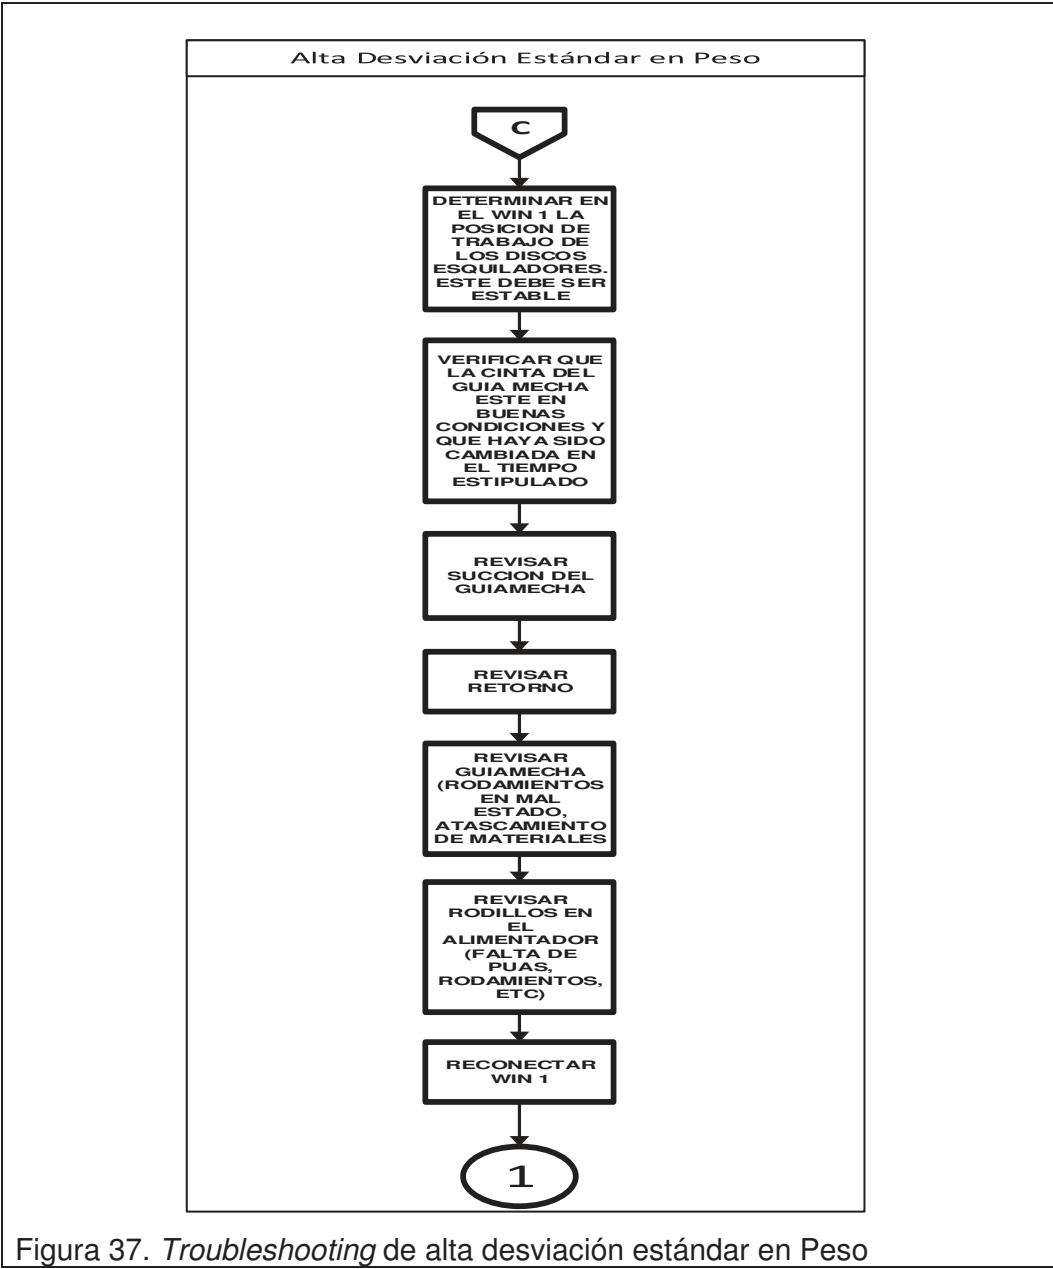 Alta Desviación Estándar en Peso
C
DETERMINAR EN
EL WIN 1 LA
POSICION DE
TRABAJO DE
LOS DISCOS
ESQUILADORES.
ESTE DEBE SER
ESTABLE
VERIFICAR QUE
LA CINTA DEL
GUIA MECHA
ESTE EN
BUENAS
CONDICIONES Y
QUE HAYA SIDO
CAMBIADA EN
EL TIEMPO
ESTIPULADO
REVISAR
SUCCION DEL
GUIAMECHA
REVISAR
RETORNO
REVISAR
GUIAMECHA
(RODAMIENTOS
EN MAL
ESTADO,
ATASCAMIENTO
DE MATERIALES
REVISAR
RODILLOS EN
EL
ALIMENTADOR
(FALTA DE
PUAS,
RODAMIENTOS,
ETC)
RECONECTAR
WIN 1
1
Figura 37. Troubleshooting de alta desviación estándar en Peso